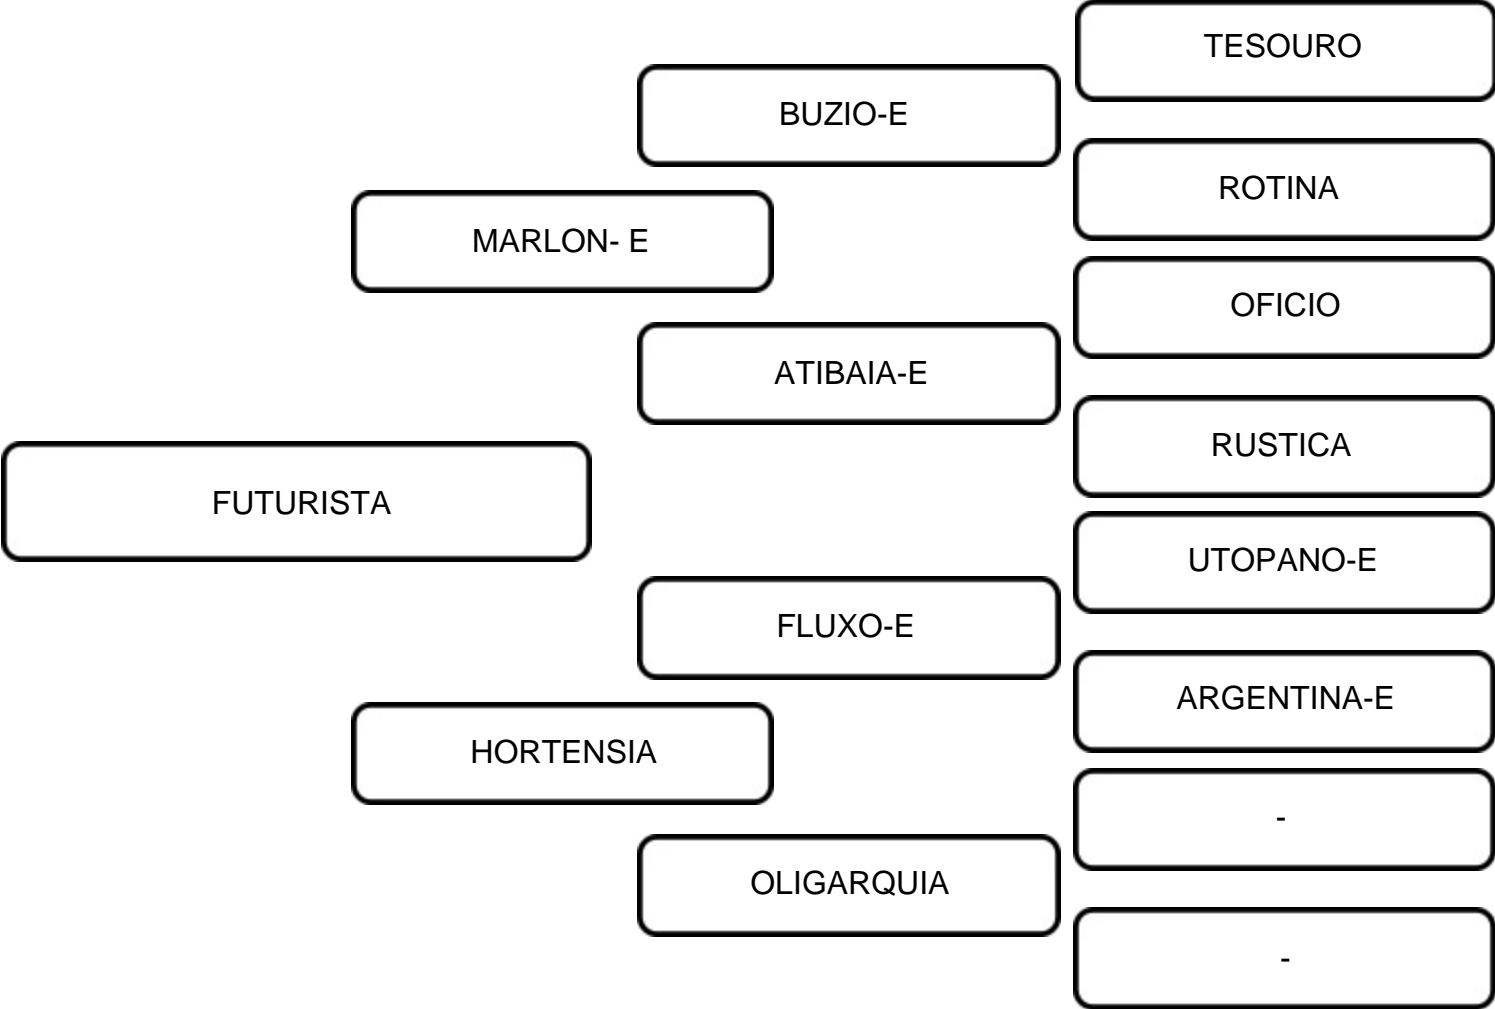 TESOURO
BUZIO-E
ROTINA
MARLON- E
OFICIO
ATIBAIA-E
RUSTICA
FUTURISTA
UTOPANO-E
FLUXO-E
ARGENTINA-E
HORTENSIA
-
OLIGARQUIA
-